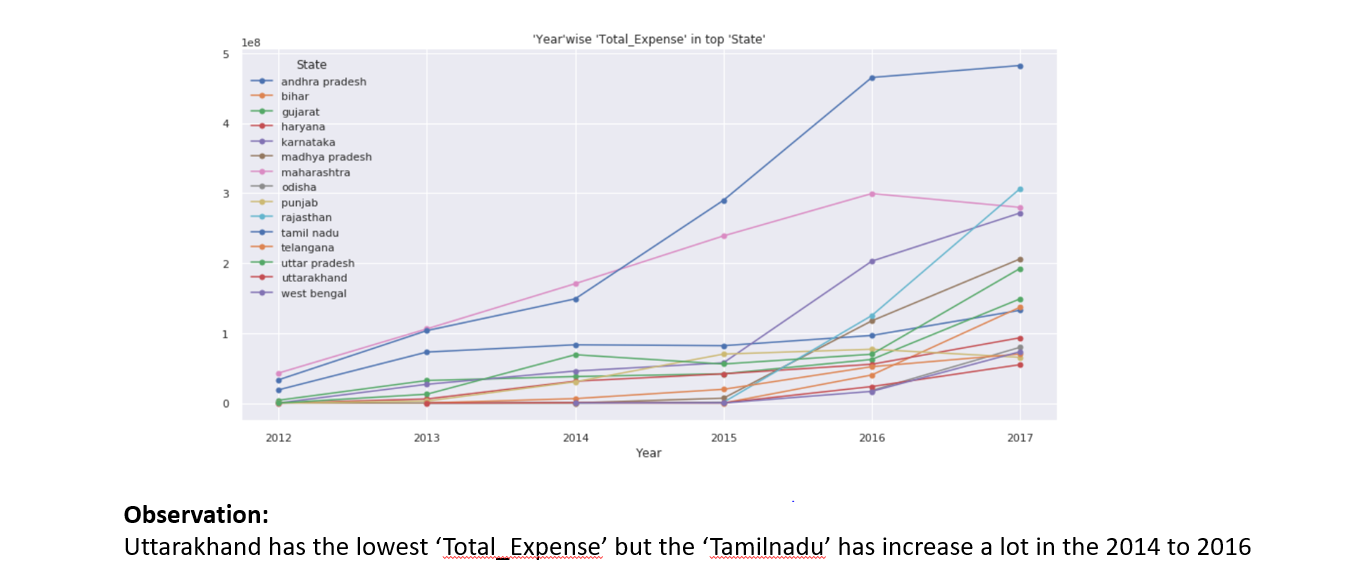 'Year'wise 'Total_Expense' in top 'State'
1e8
5
4
3
2
1
0
State
andhra pradesh
bihar
gujarat
haryana
karnataka
madhya pradesh
maharashtra
odisha
punjab
rajasthan
tamil nadu
telangana
uttar pradesh
uttarakhand
west bengal
2012 2013 2014 2015 2016 2017
Year
Observation:
Uttarakhand has the lowest ‘Total_Expense’ but the ‘Tamilnadu’ has increase a lot in the 2014 to 2016